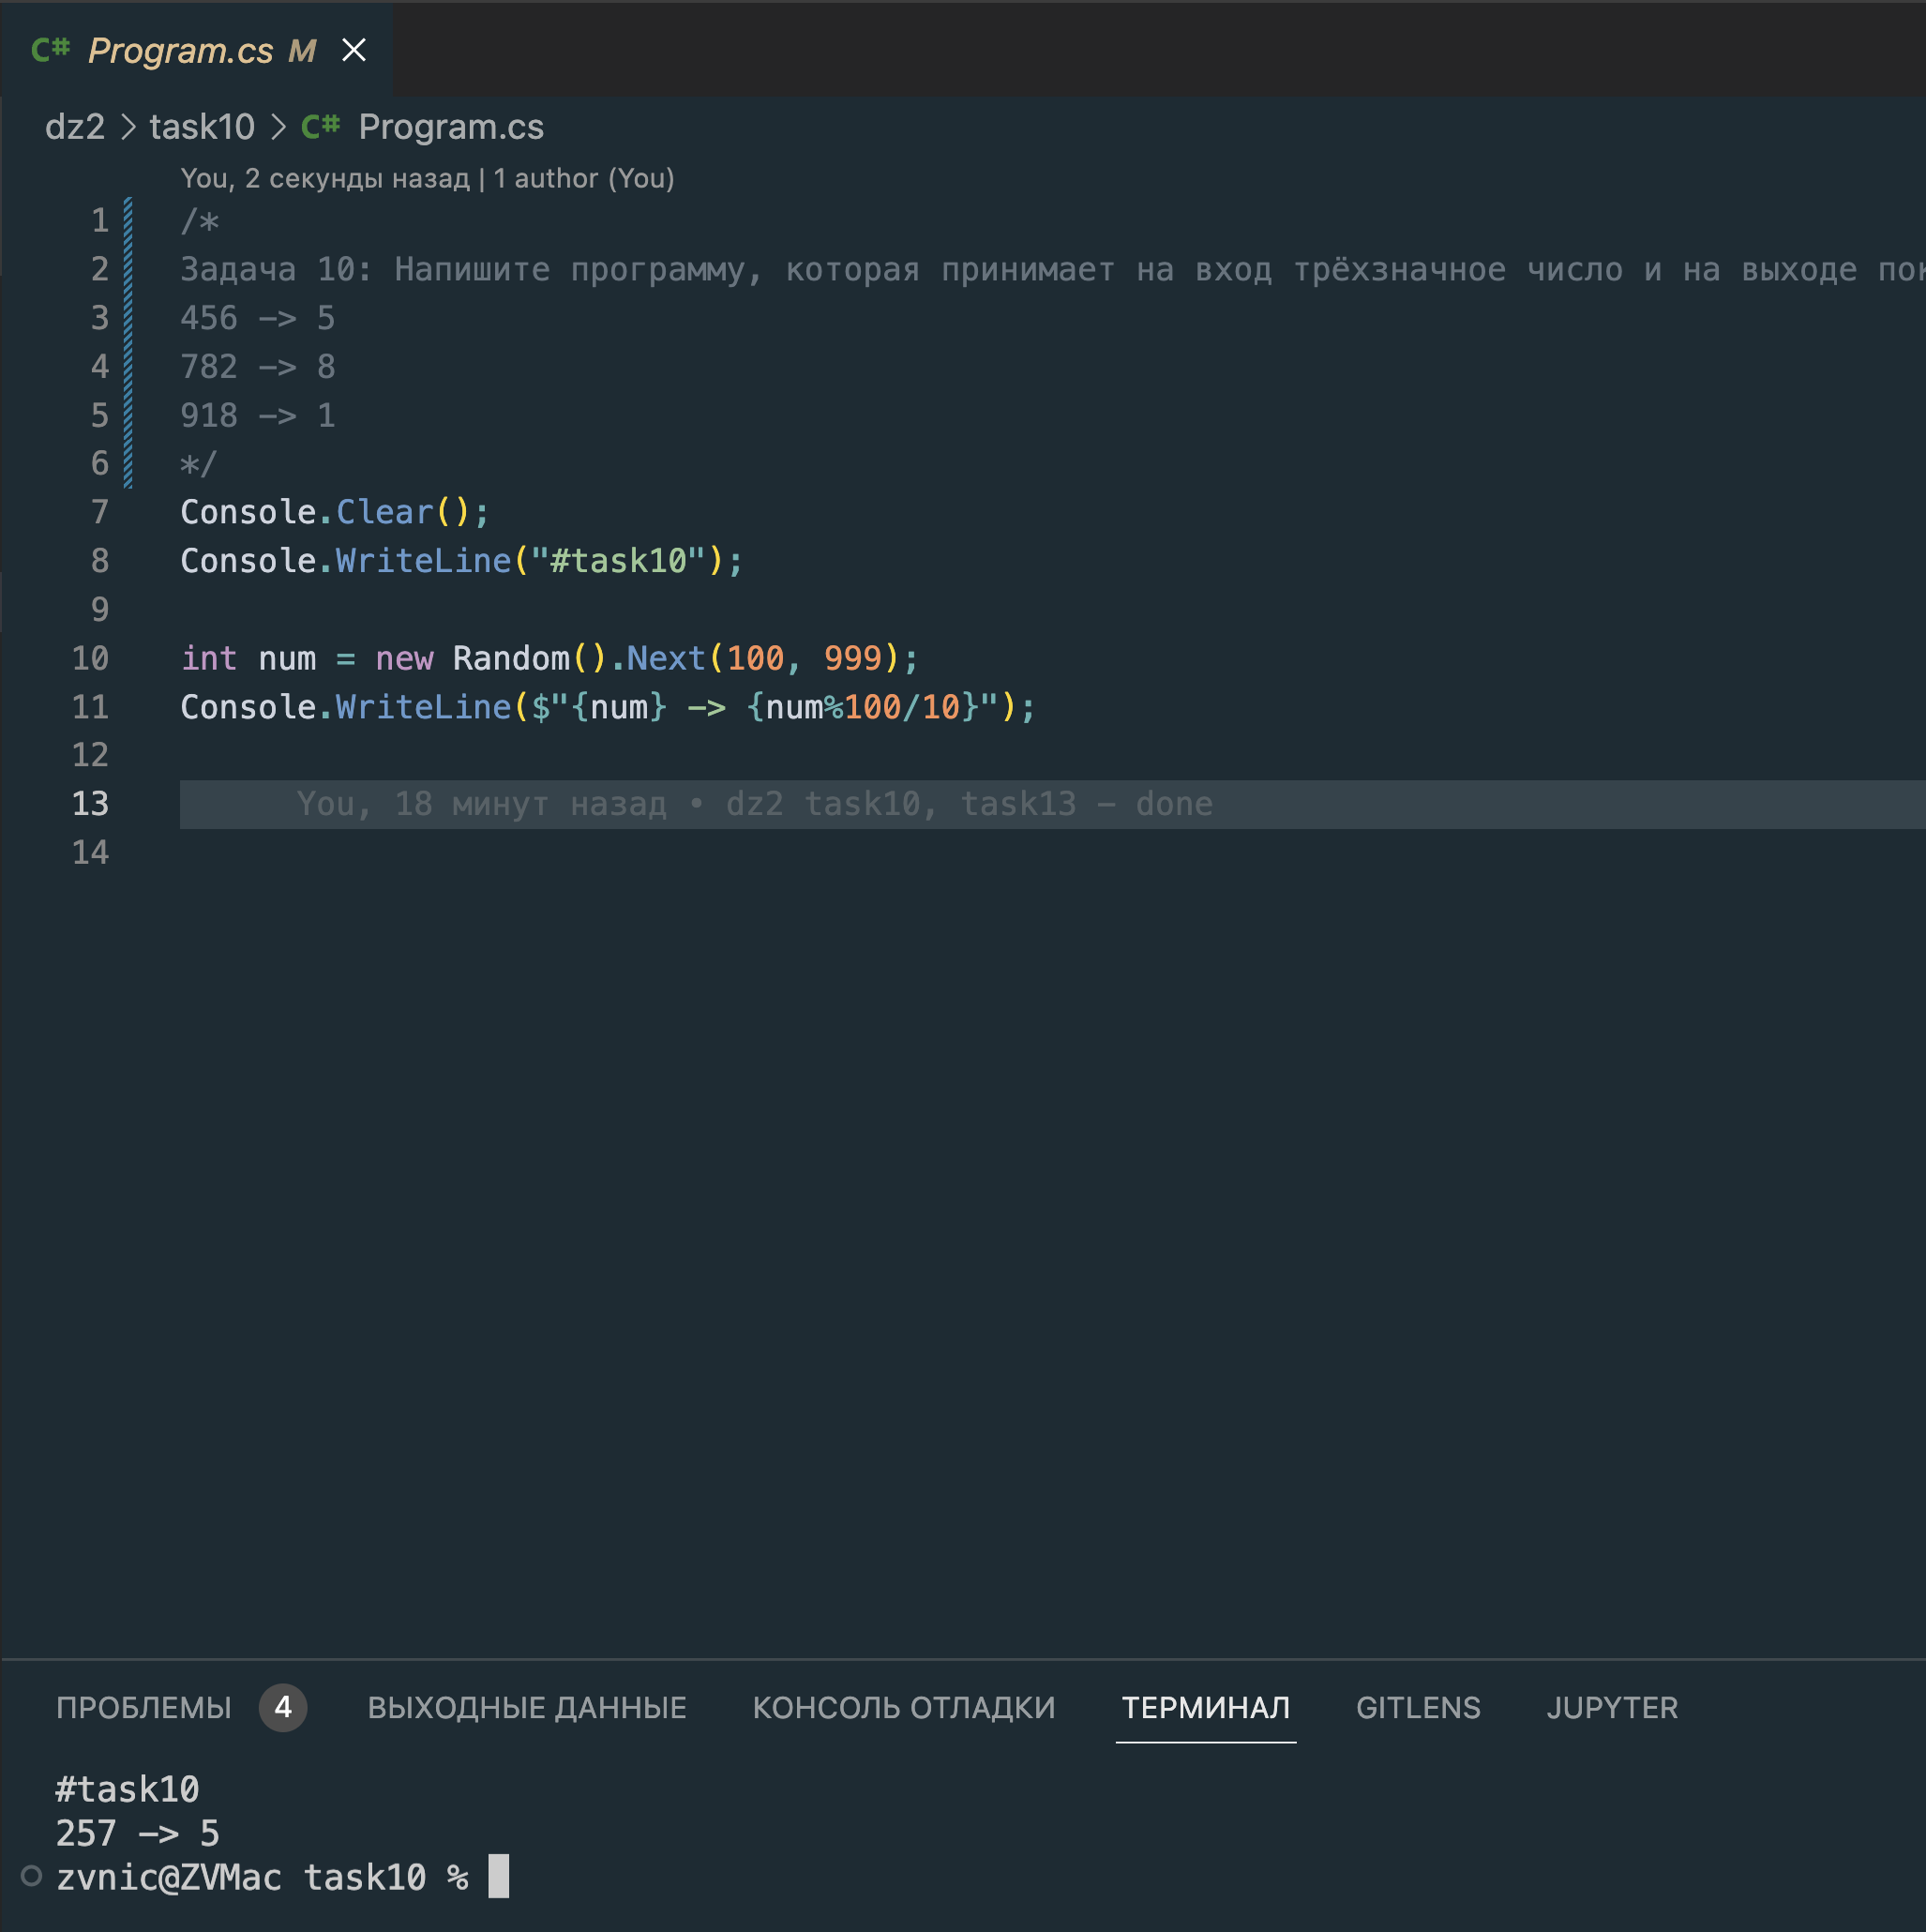 C# Program.cs M
dz2 > task10 > C# Program.cs
You, 2 секунды назад | 1 author (You)
1 /*
2 Задача 10: Напишите программу, которая принимает на вход трёхзначное число и на выходе
3 456 -> 5
4 782 -> 8
5 918 -> 1
6 */
7 Console.Clear();
8 Console.WriteLine("#task10");
9
10 int num = new Random().Next(100, 999);
11 Console.WriteLine($"{num} -> {num%100/10}");
12
13 You, 18 минут назад • dz2 task10, task13 – done
14
ПРОБЛЕМЫ 4 ВЫХОДНЫЕ ДАННЫЕ КОНСОЛЬ ОТЛАДКИ ТЕРМИНАЛ GITLENS JUPYTER
#task10
257 -> 5
zvnic@ZVMac task10 %